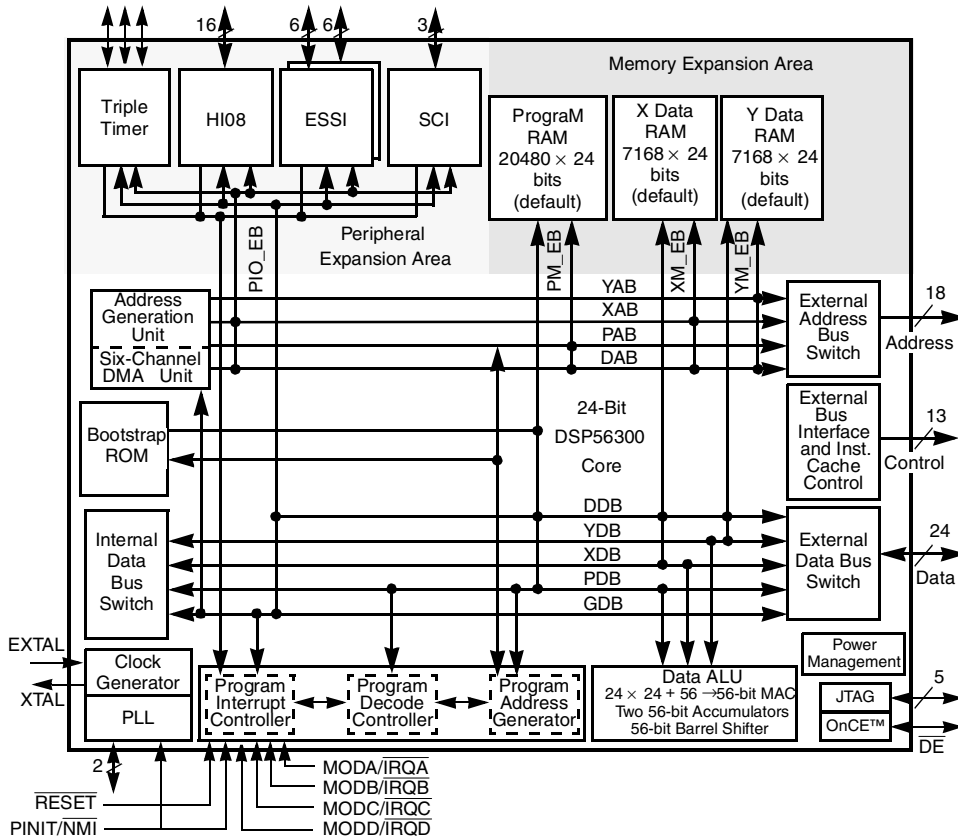 16
6
6
3
Memory Expansion Area
Triple
Timer
HI08
ESSI
SCI
PrograM
RAM
20480 × 24
bits
(default)
X Data
RAM
7168 × 24
bits
(default)
Y Data
RAM
7168 × 24
bits
(default)
Peripheral
Expansion Area
PIO_EB
PM_EB
XM_EB
YM_EB
Address
Generation
Unit
Six-Channel
DMA Unit
YAB
XAB
PAB
DAB
External
Address
Bus
Switch
18
Address
Bootstrap
ROM
24-Bit
DSP56300
Core
External
Bus
Interface
and Inst.
Cache
Control
13
Control
Internal
Data
Bus
Switch
DDB
YDB
XDB
PDB
GDB
External
Data Bus
Switch
24
Data
EXTAL
XTAL
Clock
Generator
PLL
2
Program
Interrupt
Controller
Program
Decode
Controller
Program
Address
Generator
Data ALU
24 × 24 + 56 →56-bit MAC
Two 56-bit Accumulators
56-bit Barrel Shifter
Power
Management
JTAG
OnCE™
5
DE
RESET
PINIT/NMI
MODA/IRQA
MODB/IRQB
MODC/IRQC
MODD/IRQD